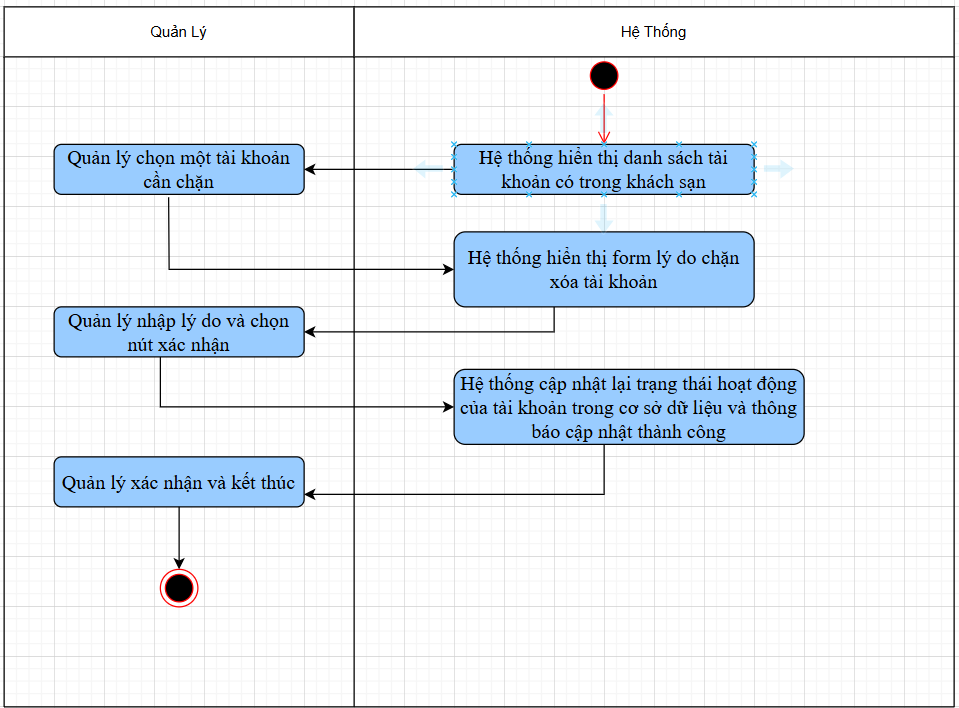 Quản Lý
Hệ Thống
Hệ thống hiển thị danh sách tài
khoản có trong khách sạn
Quản lý chọn một tài khoản
cần chặn
Hệ thống hiển thị form lý do chặn
xóa tài khoản
Quản lý nhập lý do và chọn
nút xác nhận
Hệ thống cập nhật lại trạng thái hoạt động
của tài khoản trong cơ sở dữ liệu và thông
báo cập nhật thành công
Quản lý xác nhận và kết thúc